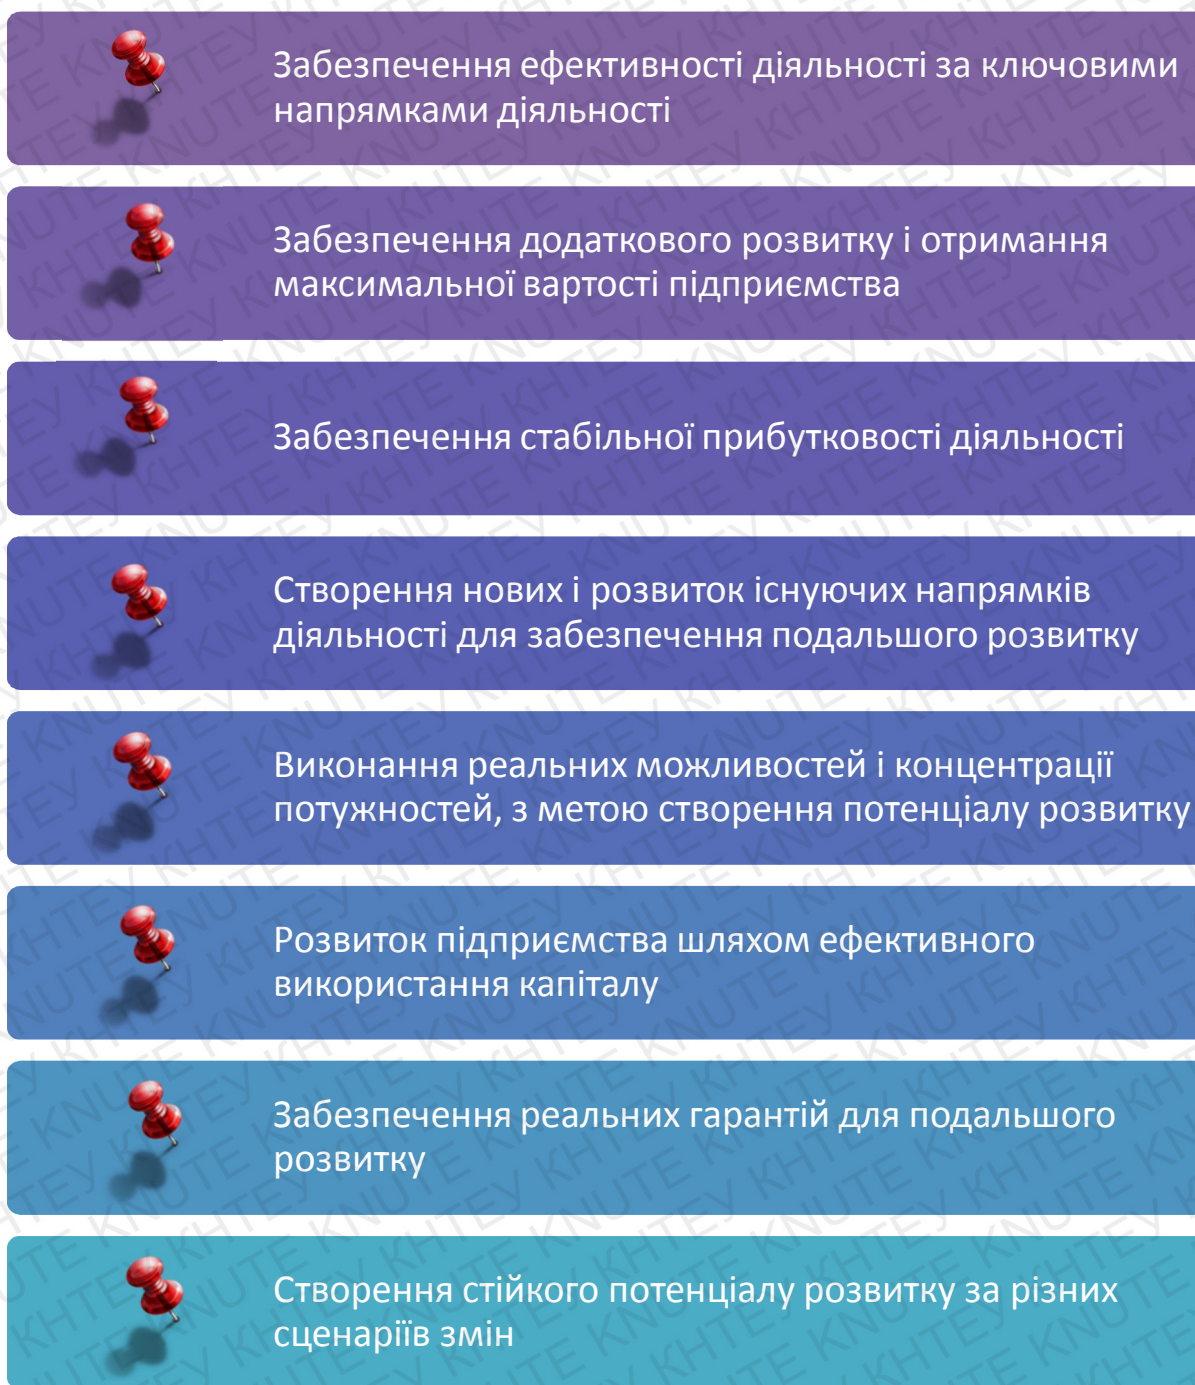 Забезпечення ефективності діяльності за ключовими
напрямками діяльності
Забезпечення додаткового розвитку і отримання
максимальної вартості підприємства
Забезпечення стабільної прибутковості діяльності
Створення нових і розвиток існуючих напрямків
діяльності для забезпечення подальшого розвитку
Виконання реальних можливостей і концентрації
потужностей, з метою створення потенціалу розвитку
Розвиток підприємства шляхом ефективного
використання капіталу
Забезпечення реальних гарантій для подальшого
розвитку
Створення стійкого потенціалу розвитку за різних
сценаріїв змін